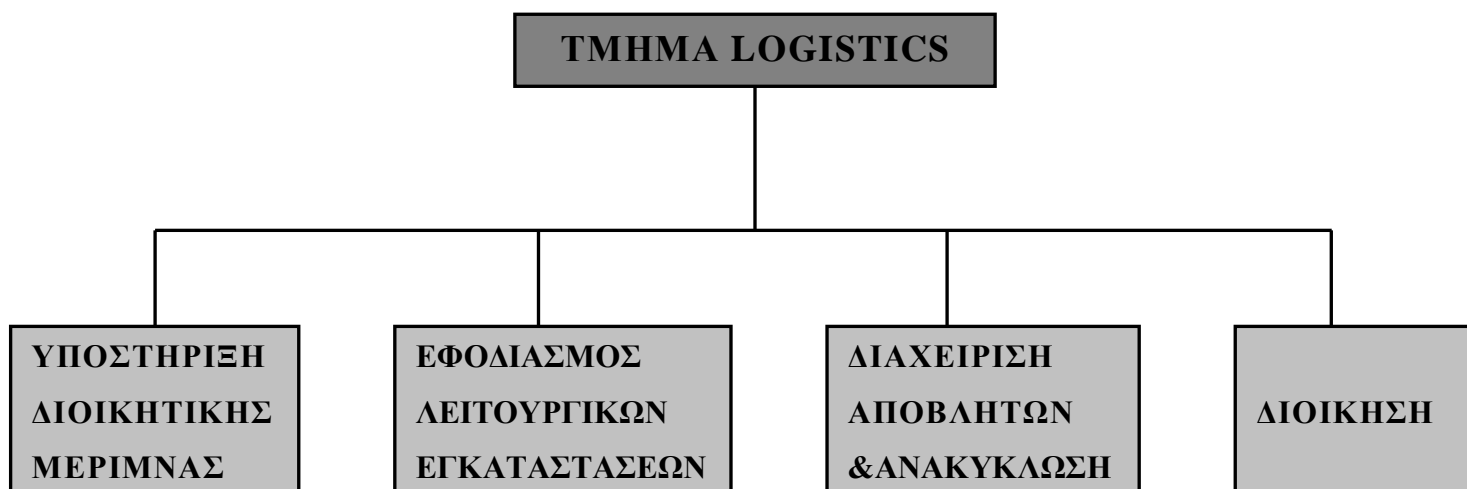 ΤΜΗΜΑ LOGISTICS
ΥΠΟΣΤΗΡΙΞΗ
ΔΙΟΙΚΗΤΙΚΗΣ
ΜΕΡΙΜΝΑΣ
ΕΦΟΔΙΑΣΜΟΣ
ΛΕΙΤΟΥΡΓΙΚΩΝ
ΕΓΚΑΤΑΣΤΑΣΕΩΝ
ΔΙΑΧΕΙΡΙΣΗ
ΑΠΟΒΛΗΤΩΝ
&ΑΝΑΚΥΚΛΩΣΗ
ΔΙΟΙΚΗΣΗ